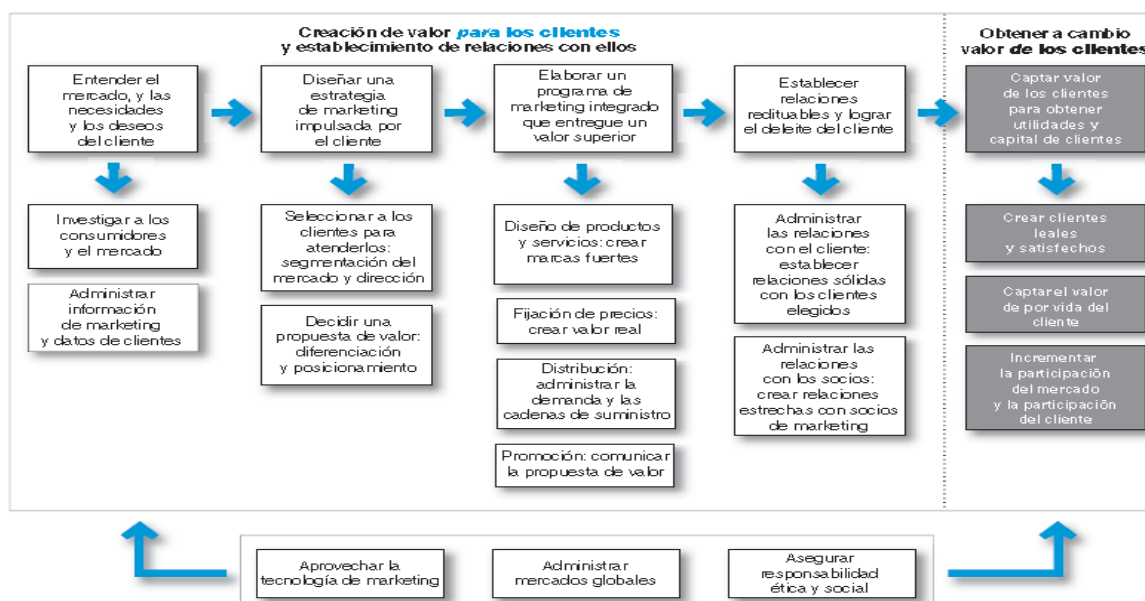 Creación de valor para los clientes
y establecimiento de relaciones con ellos
Obtener a cambio
valor de los clientes
Entender el
mercado, y las
necesidades
y los deseos
del cliente
Diseñar una
estrategia
de marketing
impulsada por
el cliente
Elaborar un
programa de
marketing integrado
que entregue un
valor superior
Establecer
relaciones
redituables y lograr
el deleite del cliente
Captar valor
de los clientes
para obtener
utilidades y
capital de clientes
Investigar a los
consumidores
y el mercado
Administrar
información
de marketing
y datos de clientes
Seleccionar a los
clientes para
atenderlos:
segmentación del
mercado y dirección
Decidir una
propuesta de valor:
diferenciación
y posicionamiento
Diseño de productos
y servicios: crear
marcas fuertes
Fijación de precios:
crear valor real
Distribución:
administrar la
demanda y las
cadenas de suministro
Promoción: comunicar
la propuesta de valor
Administrar
las relaciones
con el cliente:
establecer
relaciones sólidas
con los clientes
elegidos
Administrar las
relaciones
con los socios:
crear relaciones
estrechas con socios
de marketing
Crear clientes
leales
y satisfechos
Captar el valor
de por vida del
cliente
Incrementar
la participación
del mercado
y la participación
del cliente
Aprovechar la
tecnología de marketing
Administrar
mercados globales
Asegurar
responsabilidad
ética y social